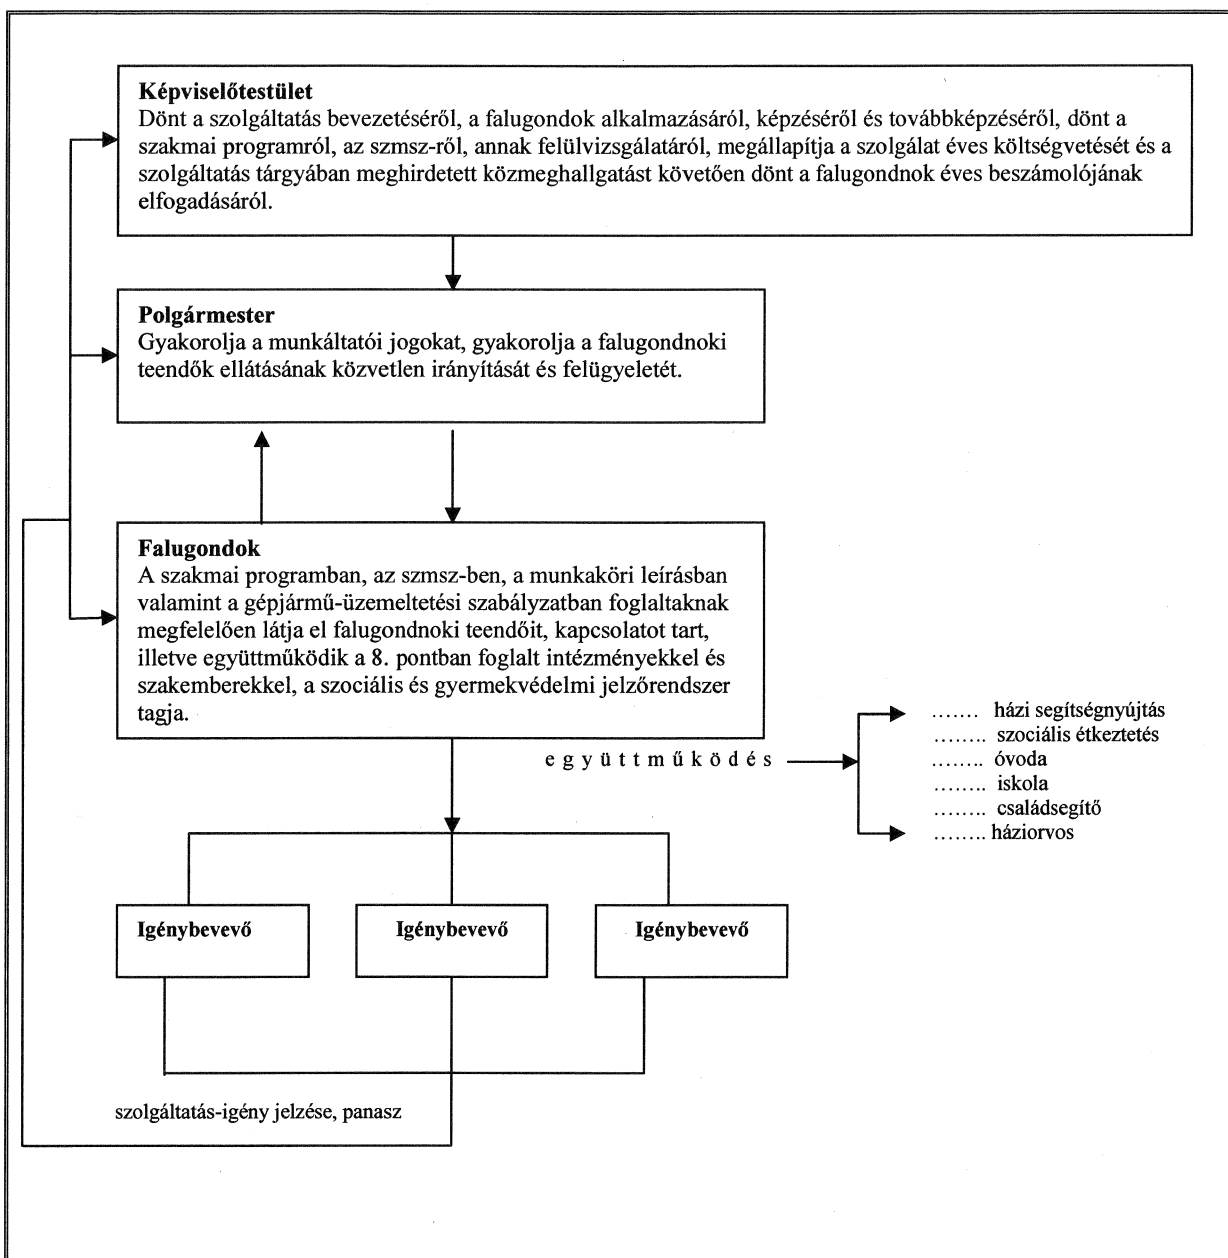 Képviselőtestület
Dönt a szolgáltatás bevezetéséről, a falugondok alkalmazásáról, képzéséről és továbbképzéséről, dönt a
szakmai programról, az szmsz-ről, annak felülvizsgálatáról, megállapítja a szolgálat éves költségvetését és a
szolgáltatás tárgyában meghirdetett közmeghallgatást követően dönt a falugondnok éves beszámolójának
elfogadásáról.
Polgármester
Gyakorolja a munkáltatói jogokat, gyakorolja a falugondnoki
teendők ellátásának közvetlen irányítását és felügyeletét.
Falugondok
A szakmai programban, az szmsz-ben, a munkaköri leírásban
valamint a gépjármű-üzemeltetési szabályzatban foglaltaknak
megfelelően látja el falugondnoki teendőit, kapcsolatot tart,
illetve együttműködik a 8. pontban foglalt intézményekkel és
szakemberekkel, a szociális és gyermekvédelmi jelzőrendszer
tagja.
együttműködés
....... házi segítségnyújtás
........ szociális étkeztetés
........ óvoda
........ iskola
........ családsegítő
........ háziorvos
Igénybevevő
Igénybevevő
Igénybevevő
szolgáltatás-igény jelzése, panasz